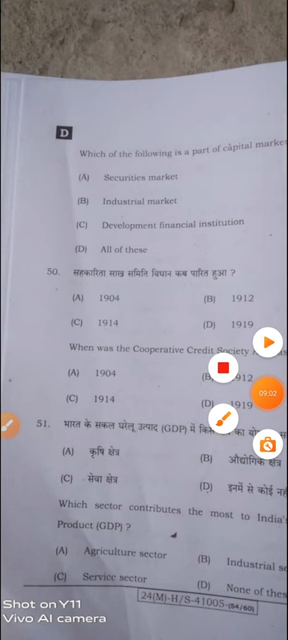 D
Which of the following is a part of capital
(A) Securities market
(B) Industrial market
(C) Development financial institution
(D) All of these
50. सहकारिता साख समिति विधान कब पारित हुआ ?
(A) 1904 (B) 1912
(C) 1914 (D) 1919
When was the Cooperative Credit Society
(A) 1904 912
(C) 1914 (D) 1919
09:02
51. भारत के सकल घरेलू उत्पाद (GDP) में का
(A) कृषि क्षेत्र (B) औद्योगिक क्षेत्र
(C) सेवा क्षेत्र (D) इनमें से कोई
Which sector contributes the most to India's
Product (GDP) ?
(A) Agriculture sector (B) Industrial
(C) Service sector (D) None of
24(M)-H/S-41005-(54/60)
Shot on Y11
Vivo AI camera